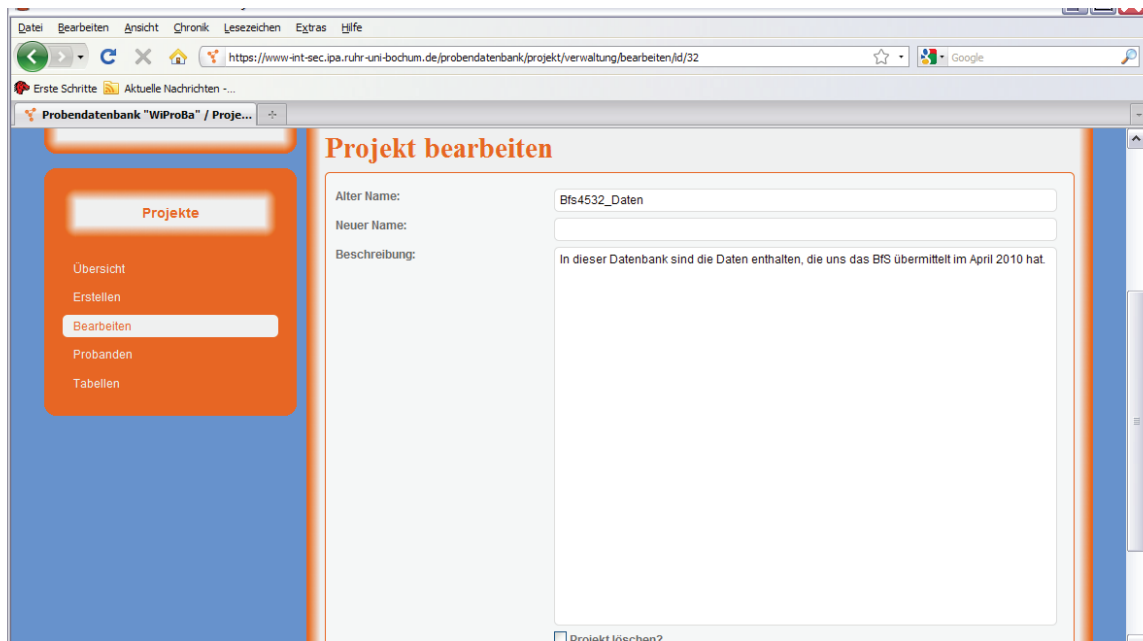 Datei Bearbeiten Ansicht Chronik Lesezeichen Extras Hilfe
https://www-int-sec.ipa.ruhr-uni-bochum.de/probendatenbank/projekt/verwaltung/bearbeiten/id/32
Google
Erste Schritte Aktuelle Nachrichten -...
Probendatenbank "WiProBa" / Proje...
Projekt bearbeiten
Projekte
Übersicht
Erstellen
Bearbeiten
Probanden
Tabellen
Alter Name: Bfs4532_Daten
Neuer Name:
Beschreibung: In dieser Datenbank sind die Daten enthalten, die uns das BfS übermittelt im April 2010 hat.
Projekt löschen?